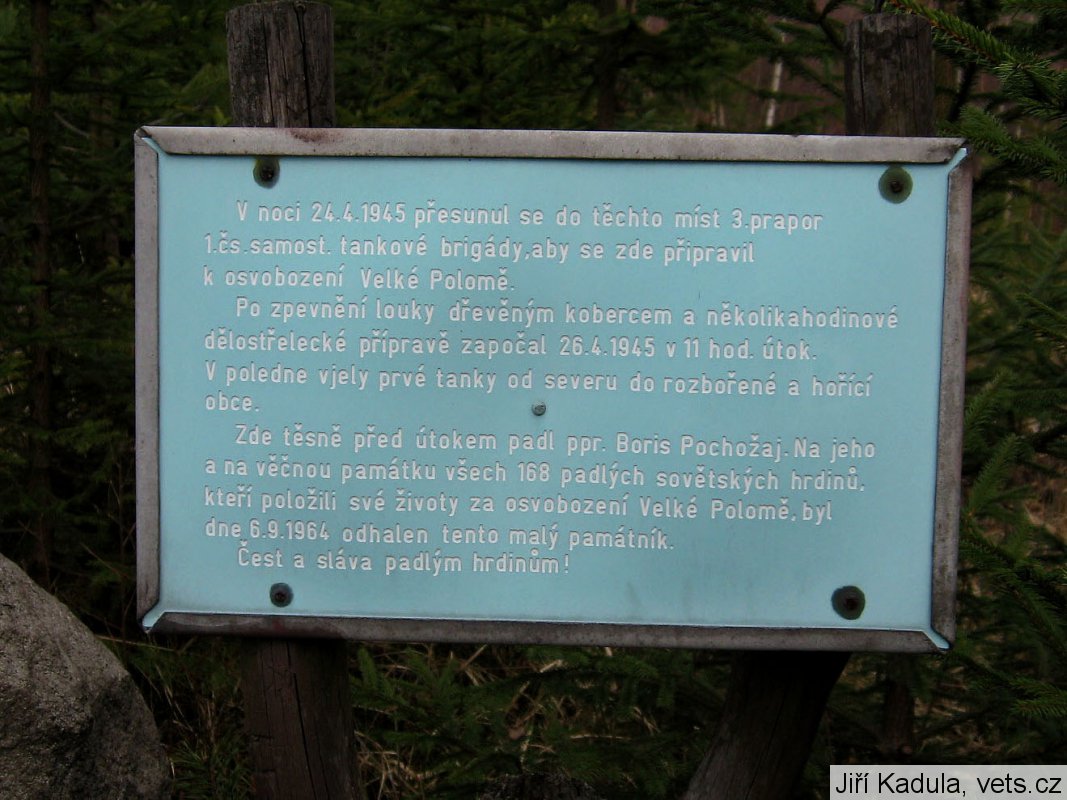 V noci 24.4.1945 přesunul se do těchto míst 3.prapor
1.čs.samost. tankové brigády,aby se zde připravil
k osvobození Velké Polomě.
Po zpevnění louky dřevěným kobercem a několikahodinové
dělostřelecké přípravě započal 26.4.1945 v 11 hod. útok.
V poledne vjely prvé tanky od severu do rozbořené a hořící
obce.
Zde těsně před útokem padl ppr. Boris Pochožaj. Na jeho
a na věčnou památku všech 168 padlých sovětských hrdinů,
kteří položili své životy za osvobození Velké Polomě, byl
dne 6.9.1964 odhalen tento malý památník.
Čest a sláva padlým hrdinům!
Jiří Kadula, vets.cz